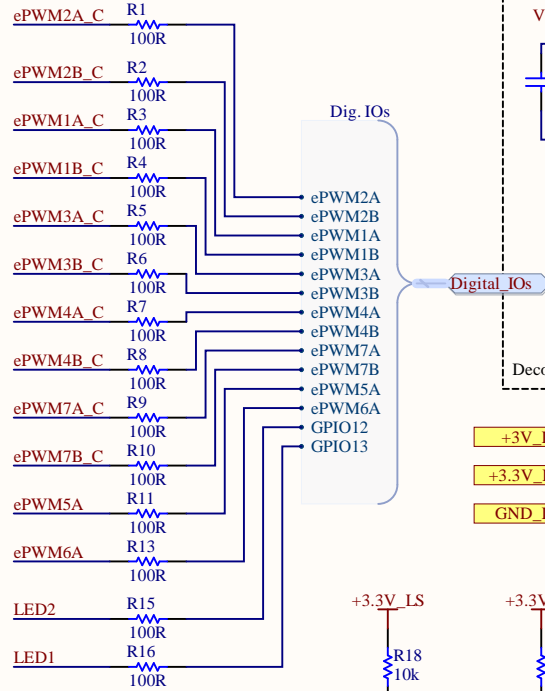 ePWM2A_C R1
100R
ePWM2B_C R2
100R
ePWM1A_C R3
100R
ePWM1B_C R4
100R
ePWM3A_C R5
100R
ePWM3B_C R6
100R
ePWM4A_C R7
100R
ePWM4B_C R8
100R
ePWM7A_C R9
100R
ePWM7B_C R10
100R
ePWM5A R11
100R
ePWM6A R13
100R
LED2 R15
100R
LED1 R16
100R
Dig. IOs
ePWM2A
ePWM2B
ePWM1A
ePWM1B
ePWM3A
ePWM3B
ePWM4A
ePWM4B
ePWM7A
ePWM7B
ePWM5A
ePWM6A
GPIO12
GPIO13
Digital_IOs
V
Deco
+3V_
+3.3V_
GND_
+3.3V_LS
R18
10k
+3.3V